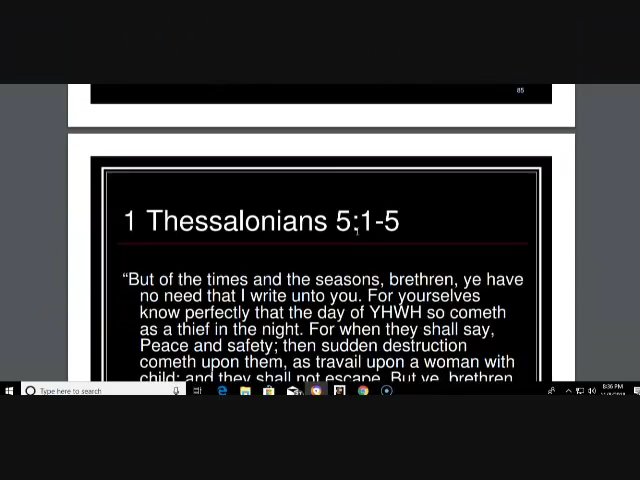 85
1 Thessalonians 5;1-5
“But of the times and the seasons, brethren, ye have
no need that I write unto you. For yourselves
know perfectly that the day of YHWH so cometh
as a thief in the night. For when they shall say,
Peace and safety; then sudden destruction
cometh upon them, as travail upon a woman with
child; and they shall not escape. But ye, brethren
Type here to search
8:36 PM